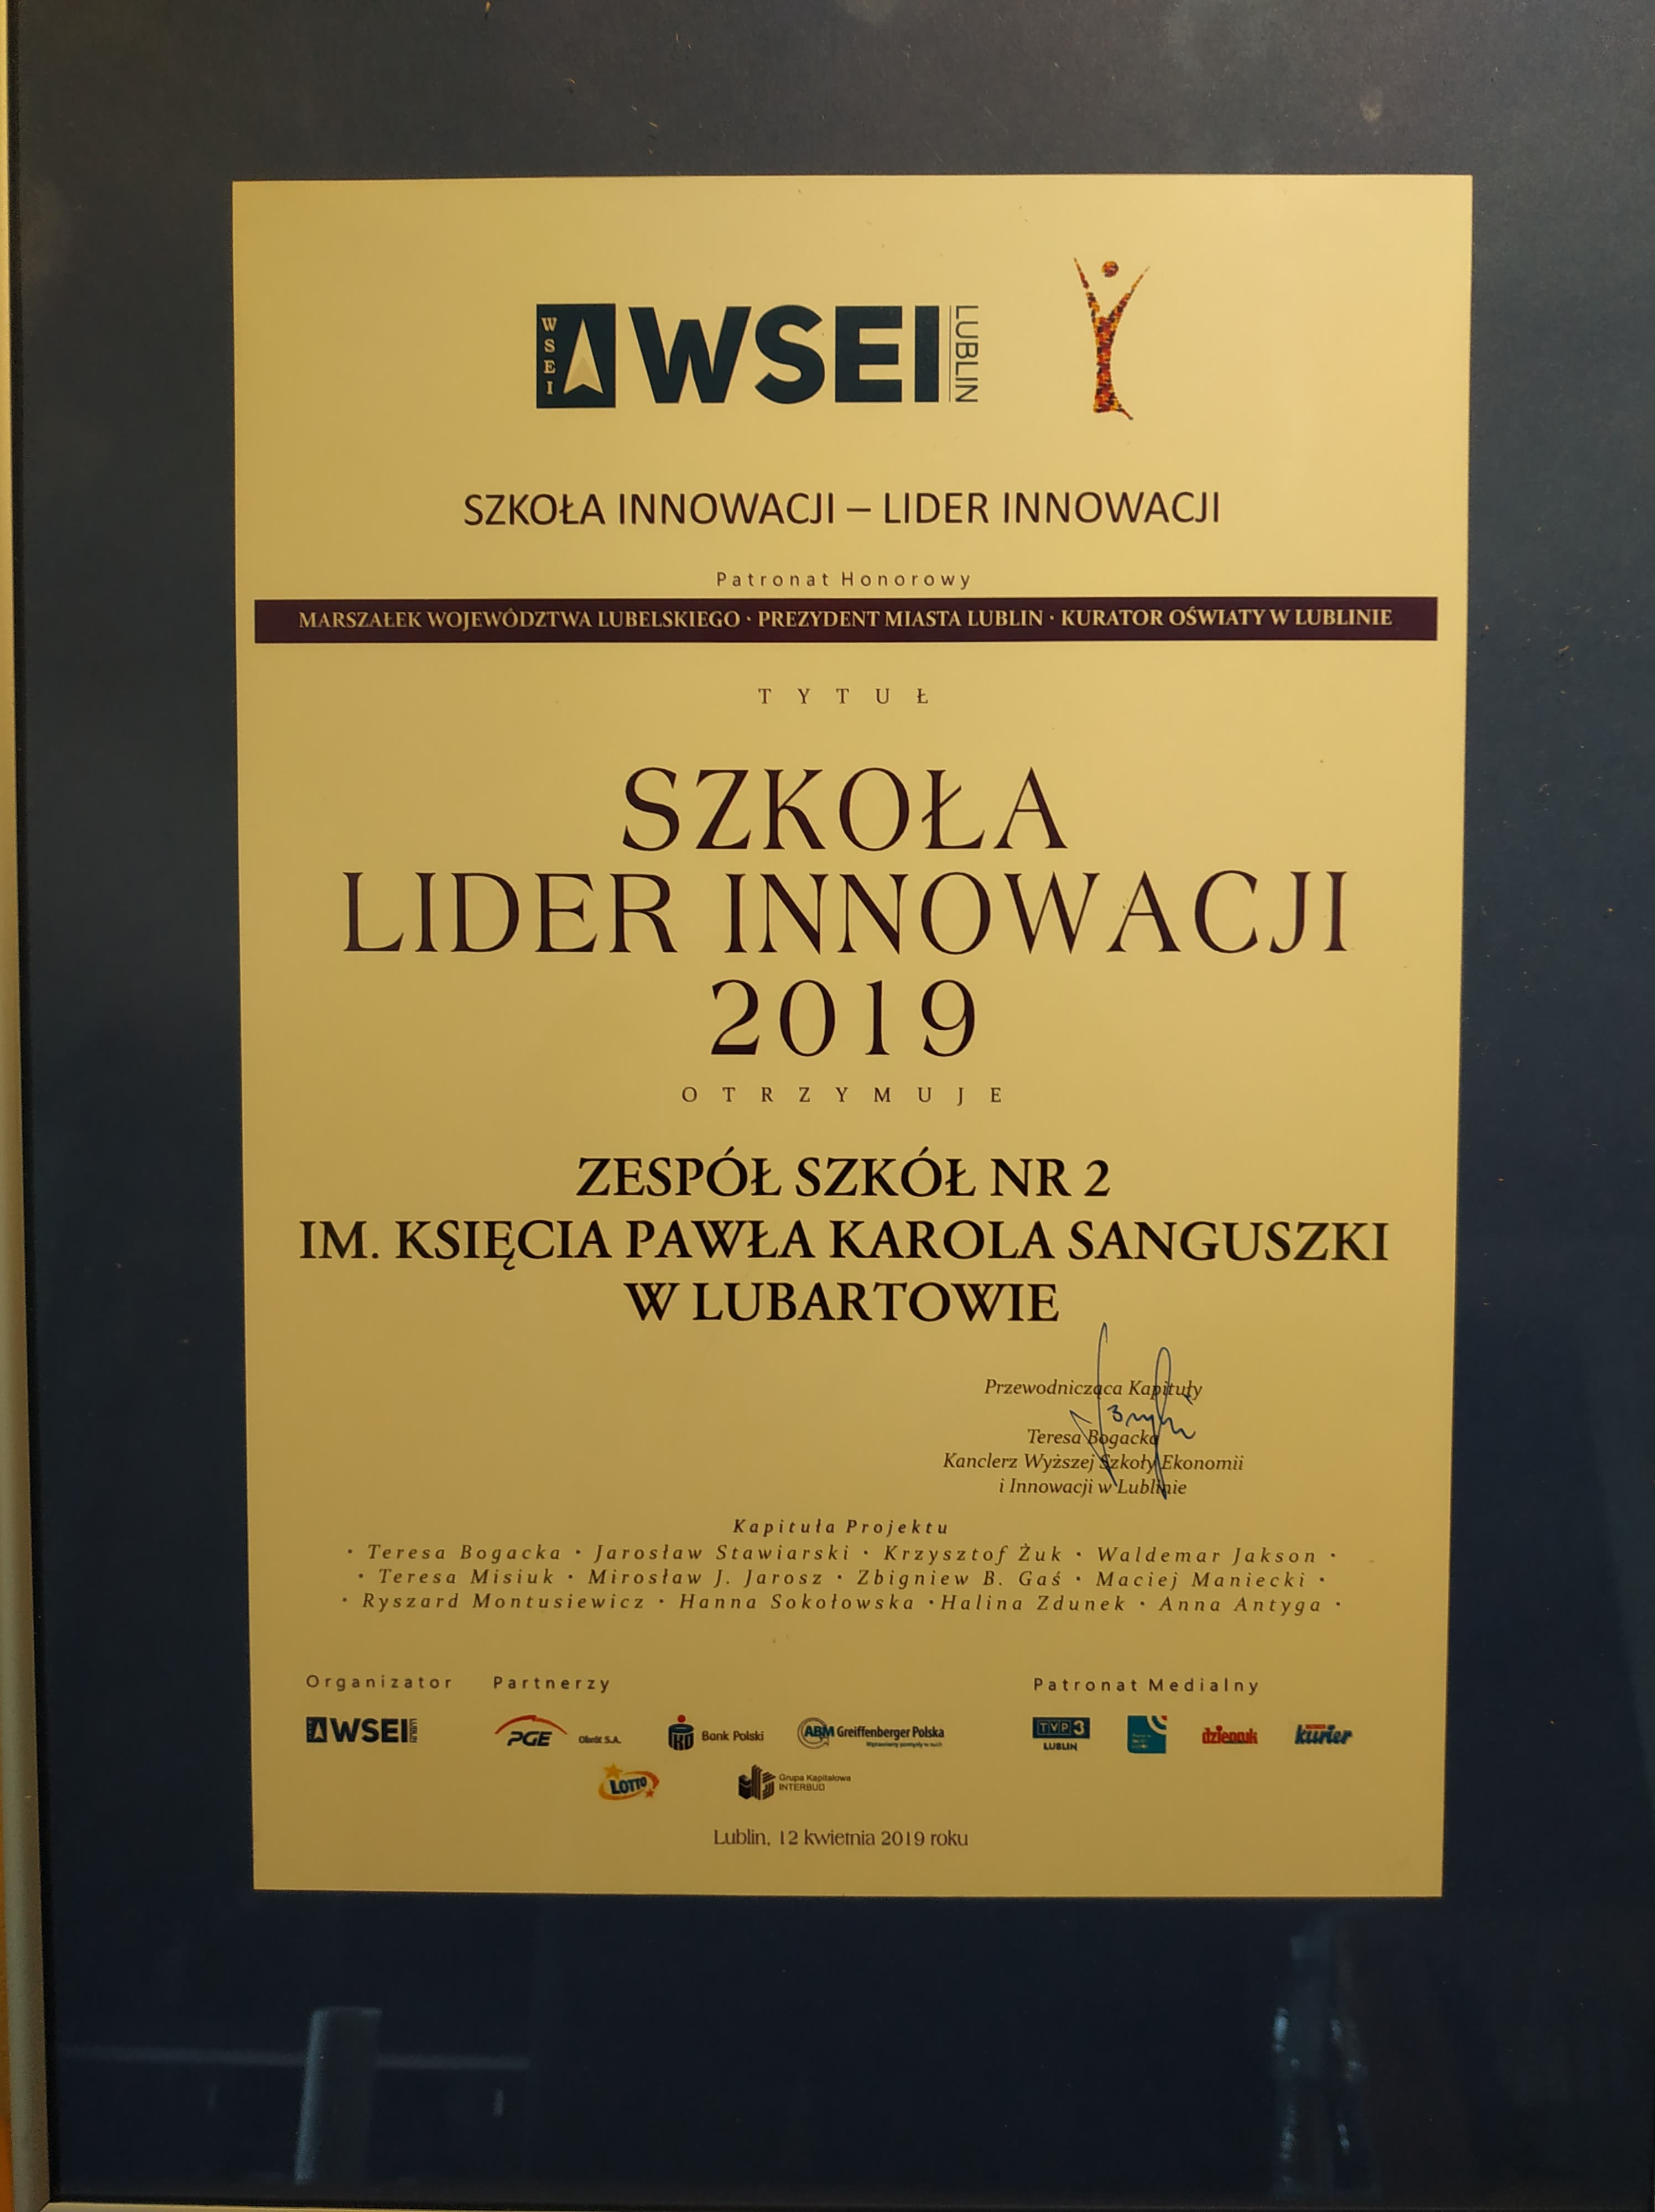 WSEI
WSEI
LUBLIN
SZKOŁA INNOWACJI – LIDER INNOWACJI
Patronat Honorowy
MARSZAŁEK WOJEWÓDZTWA LUBELSKIEGO · PREZYDENT MIASTA LUBLIN · KURATOR OŚWIATY W LUBLINIE
TYTUŁ
SZKOŁA
LIDER INNOWACJI
2019
OTRZYMUJE
ZESPÓŁ SZKÓŁ NR 2
IM. KSIĘCIA PAWŁA KAROLA SANGUSZKI
W LUBARTOWIE
Przewodnicząca Kapituły
Teresa Bogacka
Kanclerz Wyższej Szkoły Ekonomii
i Innowacji w Lublinie
Kapituła Projektu
· Teresa Bogacka · Jarosław Stawiarski · Krzysztof Żuk · Waldemar Jakson ·
· Teresa Misiuk · Mirosław J. Jarosz · Zbigniew B. Gaś · Maciej Maniecki ·
· Ryszard Montusiewicz · Hanna Sokołowska ·Halina Zdunek · Anna Antyga ·
Organizator Partnerzy Patronat Medialny
WSEI LUBLIN PGE Obrót S.A. PKO Bank Polski ABM Greiffenberger Polska TVP3 LUBLIN dziennik kurier
LOTTO Grupa Kapitałowa INTERBUD
Lublin, 12 kwietnia 2019 roku